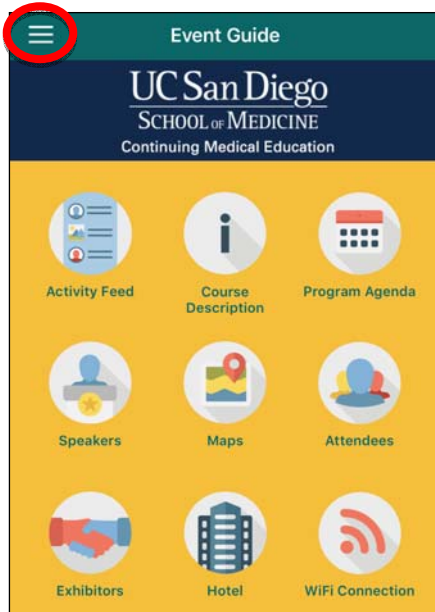 Event Guide
UC San Diego
SCHOOL OF MEDICINE
Continuing Medical Education
Activity Feed
Course
Description
Program Agenda
Speakers
Maps
Attendees
Exhibitors
Hotel
WiFi Connection